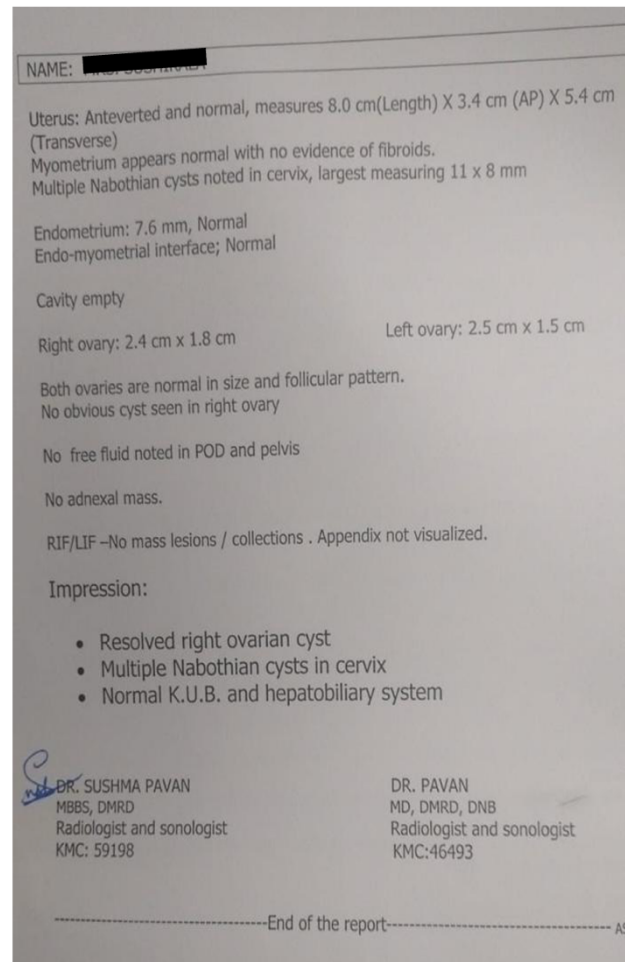 NAME:
Uterus: Anteverted and normal, measures 8.0 cm(Length) X 3.4 cm (AP) X 5.4 cm
(Transverse)
Myometrium appears normal with no evidence of fibroids.
Multiple Nabothian cysts noted in cervix, largest measuring 11 x 8 mm
Endometrium: 7.6 mm, Normal
Endo-myometrial interface; Normal
Cavity empty
Right ovary: 2.4 cm x 1.8 cm Left ovary: 2.5 cm x 1.5 cm
Both ovaries are normal in size and follicular pattern.
No obvious cyst seen in right ovary
No free fluid noted in POD and pelvis
No adnexal mass.
RIF/LIF –No mass lesions / collections . Appendix not visualized.
Impression:
• Resolved right ovarian cyst
• Multiple Nabothian cysts in cervix
• Normal K.U.B. and hepatobiliary system
DR. SUSHMA PAVAN DR. PAVAN
MBBS, DMRD MD, DMRD, DNB
Radiologist and sonologist Radiologist and sonologist
KMC: 59198 KMC:46493
-----------------------------------End of the report-------------------------------------